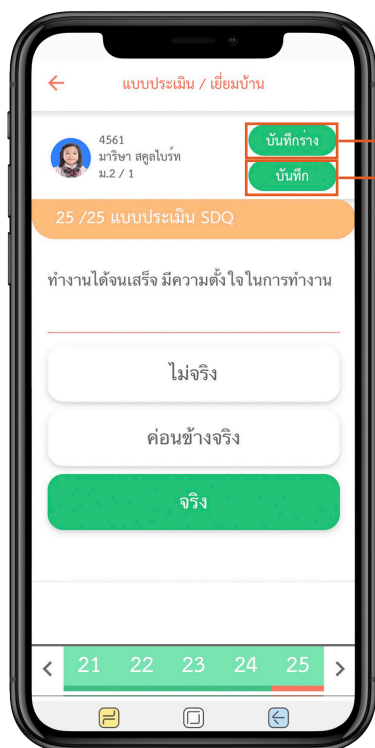 แบบประเมิน / เยี่ยมบ้าน
4561
มาริษา สคูลไบร์ท
ม.2 / 1
บันทึกร่าง
บันทึก
25 /25 แบบประเมิน SDQ
ทำงานได้จนเสร็จ มีความตั้งใจในการทำงาน
ไม่จริง
ค่อนข้างจริง
จริง
21 22 23 24 25